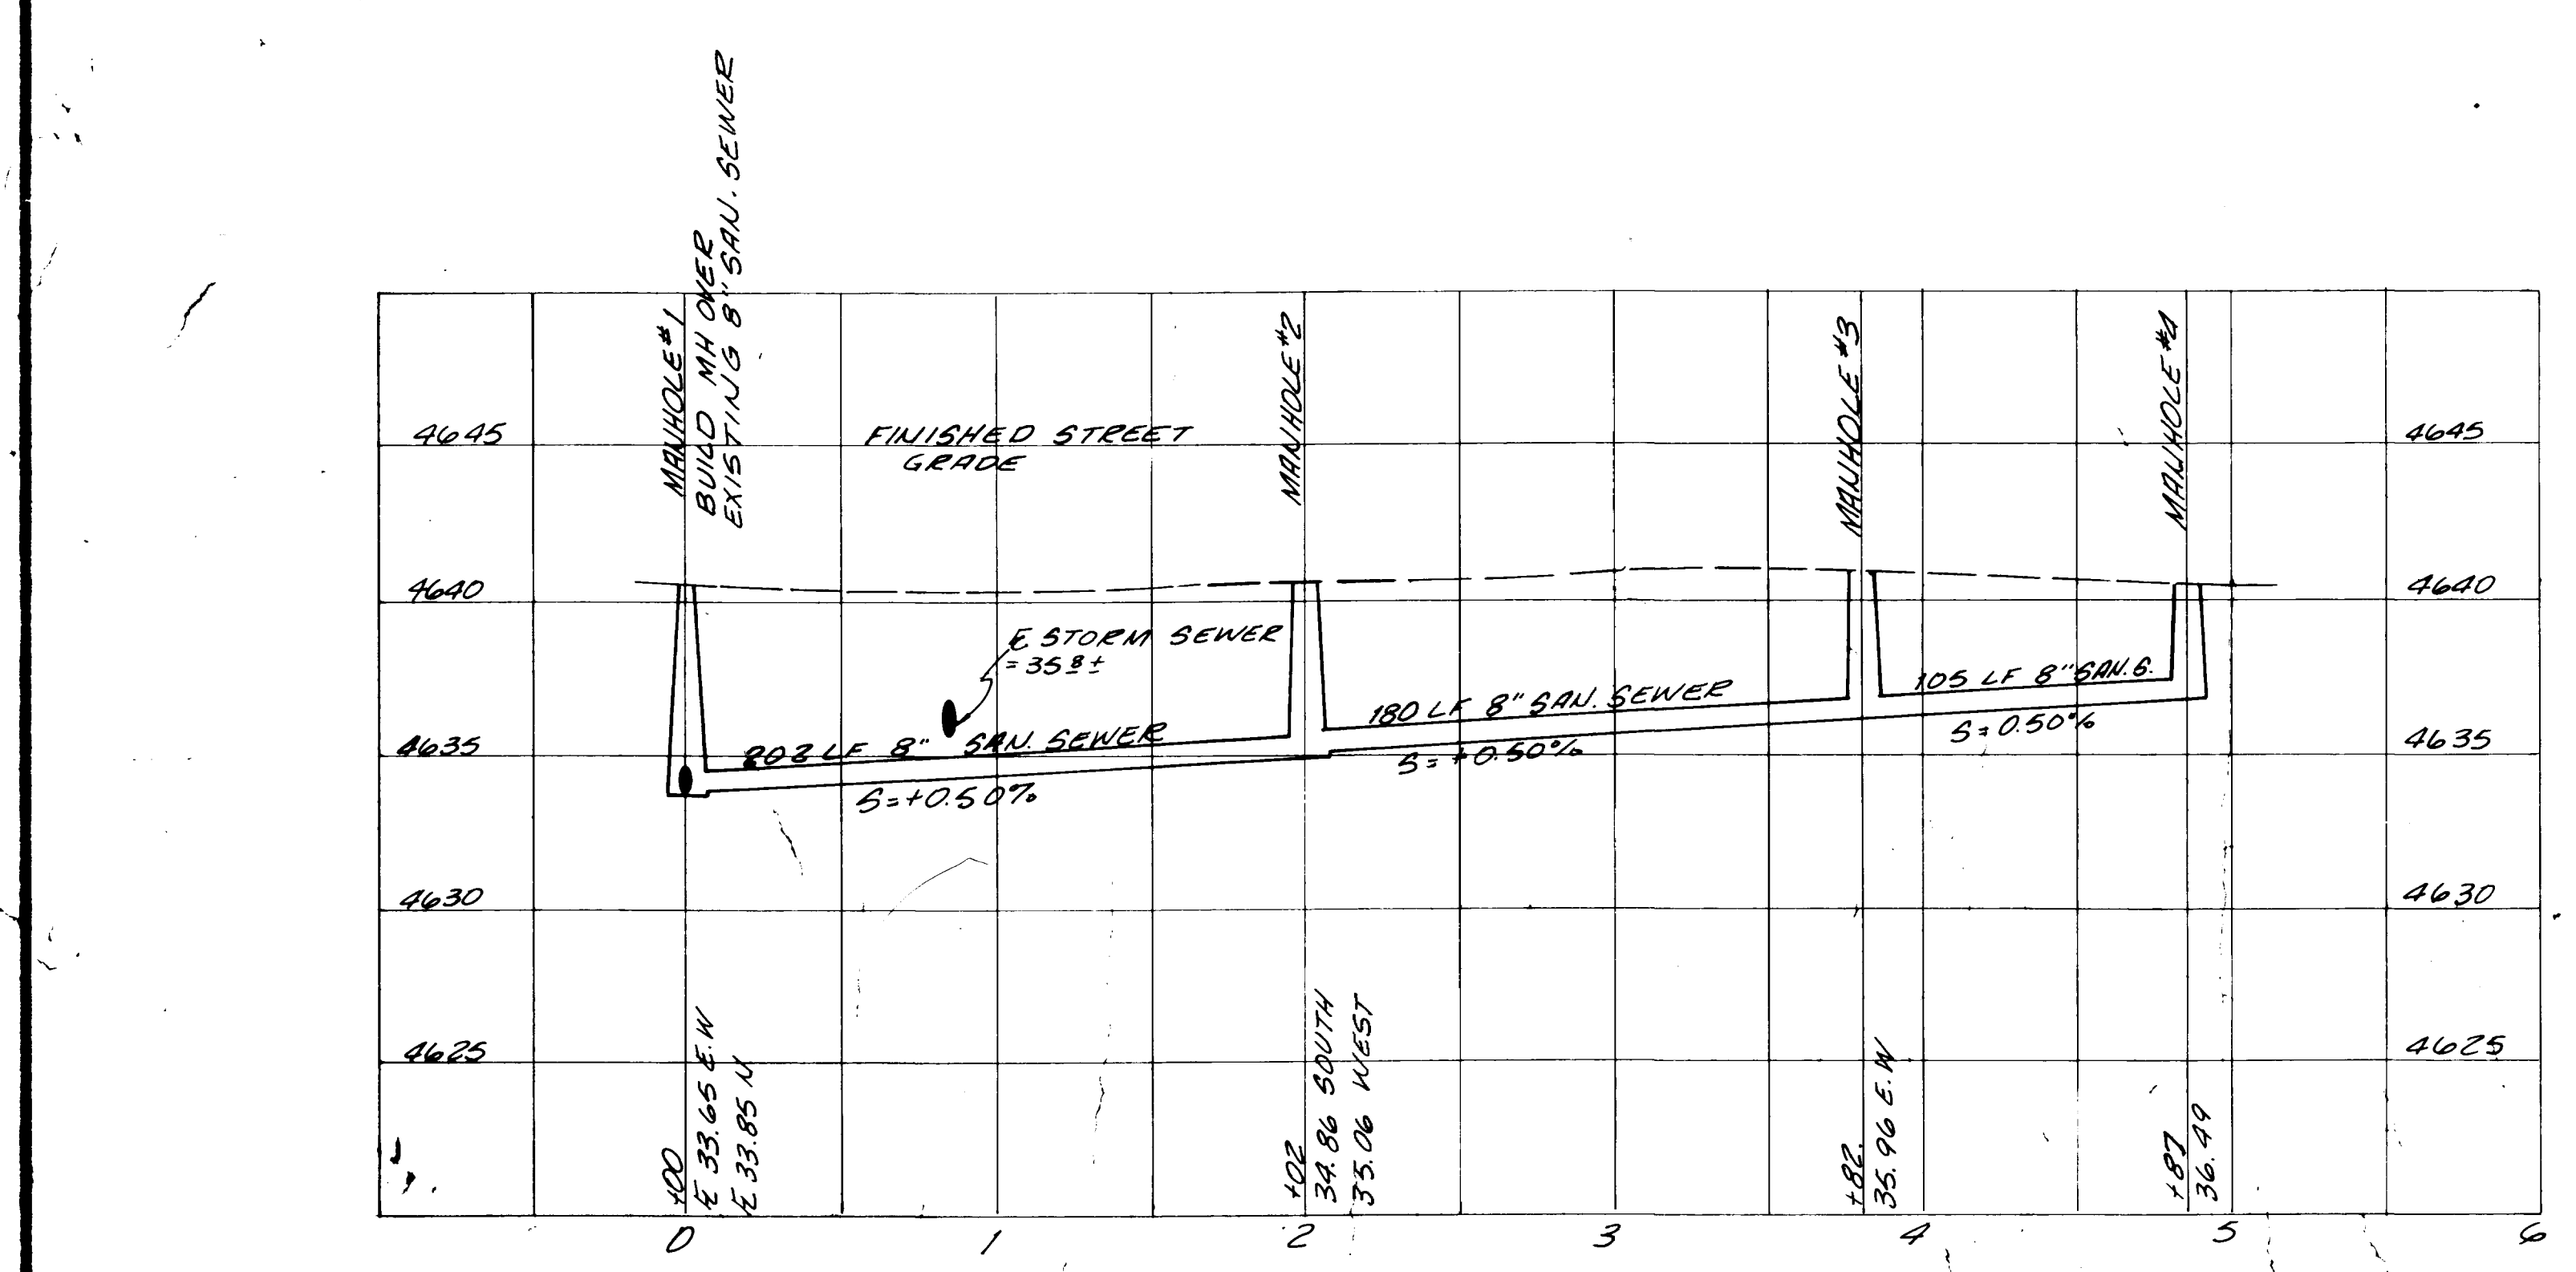 MANHOLE #1
BUILD MH OVER
EXISTING 8" SAN. SEWER
MANHOLE #2
MANHOLE #3
MANHOLE #4
4645
FINISHED STREET
GRADE
4645
4640
4640
℄ STORM SEWER
= 35.8 ±
105 LF 8" SAN. S.
180 LF 8" SAN. SEWER
202 LF 8" SAN. SEWER
4635
S = 0.50%
S = +0.50%
4635
S = +0.50%
4630
4630
4625
4625
+00
℄ 33.65 E.W
℄ 33.85 N
+02
34.86 SOUTH
35.06 WEST
+82
35.96 E.W
+87
36.49
0 1 2 3 4 5 6